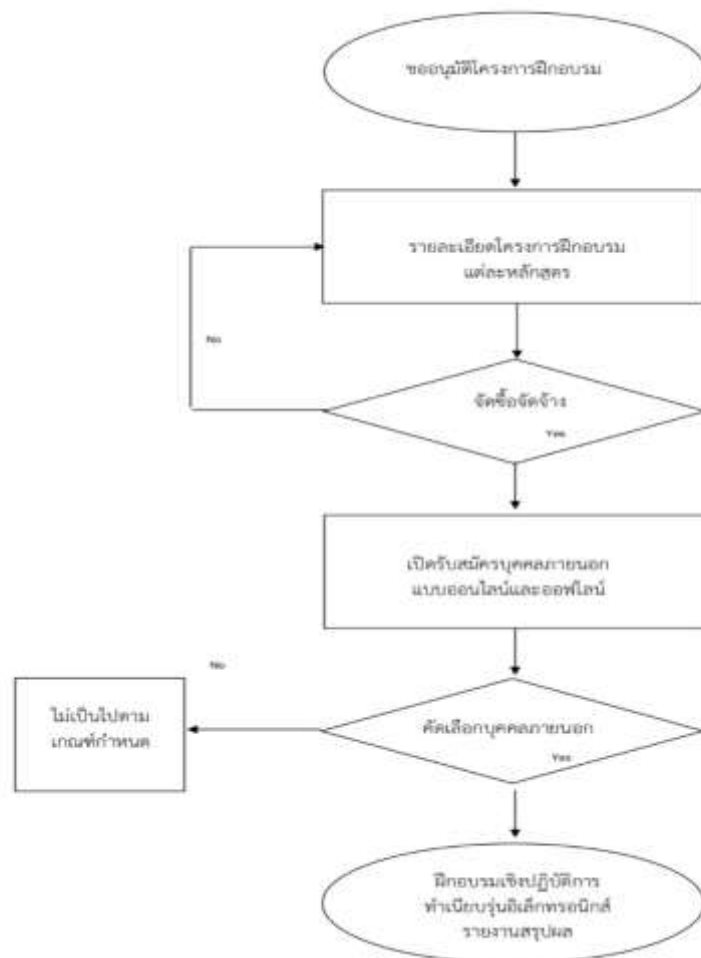 ขออนุมัติโครงการฝึกอบรม
รายละเอียดโครงการฝึกอบรม
แต่ละหลักสูตร
No
จัดซื้อจัดจ้าง
Yes
เปิดรับสมัครบุคคลภายนอก
แบบออนไลน์และออฟไลน์
No
ไม่เป็นไปตาม
เกณฑ์กำหนด
คัดเลือกบุคคลภายนอก
Yes
ฝึกอบรมเชิงปฏิบัติการ
ทำเนียบรุ่นอิเล็กทรอนิกส์
รายงานสรุปผล